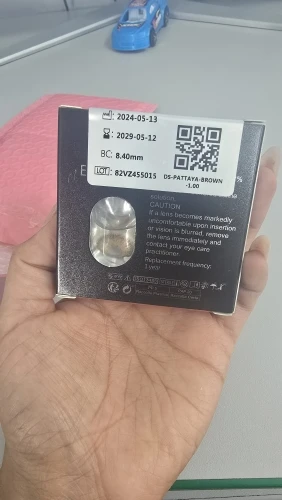 2024-05-13
2029-05-12
BC: 8.40mm
LOT: 82VZ455015
DS-PATTAYA-BROWN
-1.00
%
E
solution.
CAUTION
If a lens becomes markedly
uncomfortable upon insertion
or vision is blurred, remove
the lens immediately and
contact your eye care
practitioner.
Replacement frequency:
1 year